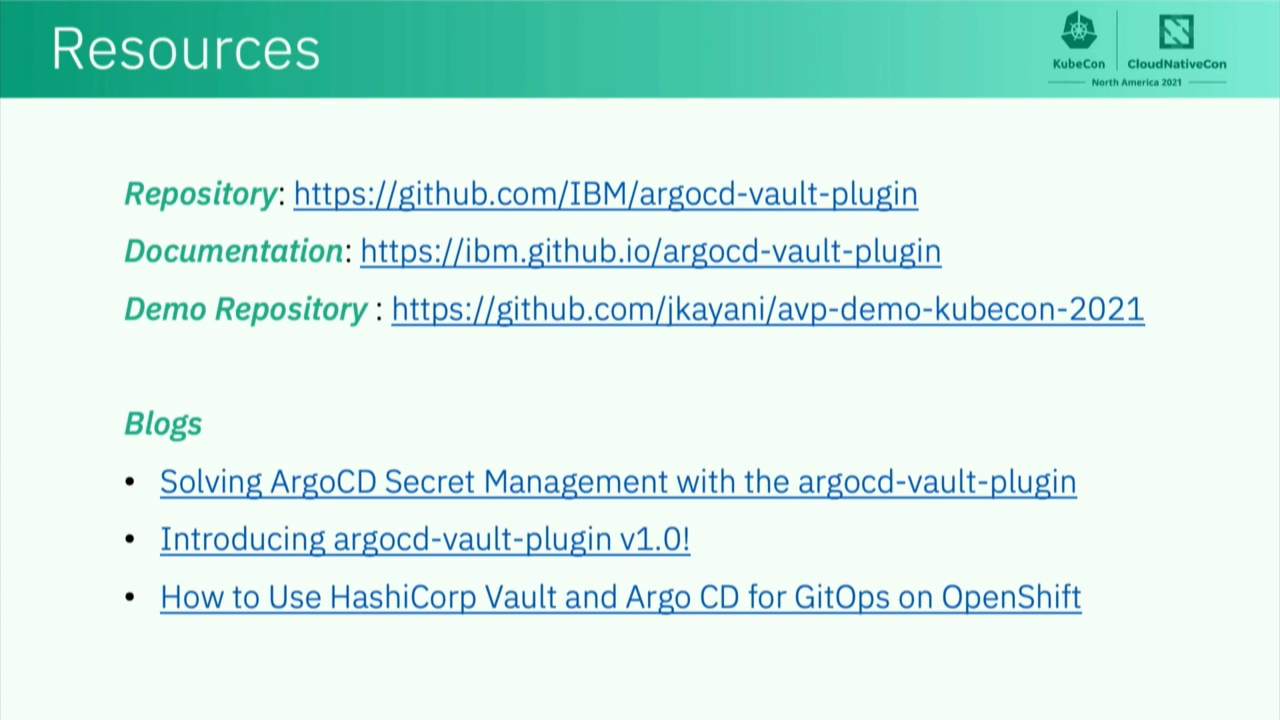 Resources
KubeCon
CloudNativeCon
North America 2021
Repository: https://github.com/IBM/argocd-vault-plugin
Documentation: https://ibm.github.io/argocd-vault-plugin
Demo Repository : https://github.com/jkayani/avp-demo-kubecon-2021
Blogs
• Solving ArgoCD Secret Management with the argocd-vault-plugin
• Introducing argocd-vault-plugin v1.0!
• How to Use HashiCorp Vault and Argo CD for GitOps on OpenShift